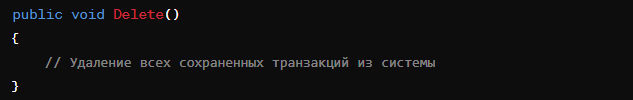 public void Delete()
{
// Удаление всех сохраненных транзакций из системы
}